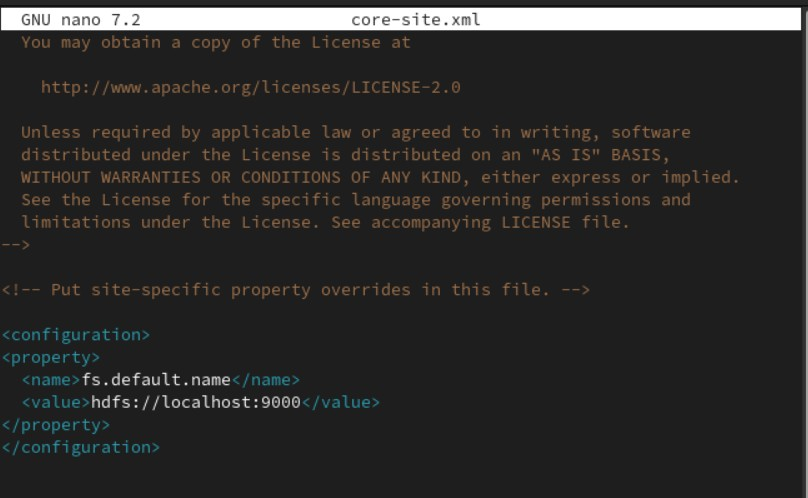 GNU nano 7.2 core-site.xml
You may obtain a copy of the License at
http://www.apache.org/licenses/LICENSE-2.0
Unless required by applicable law or agreed to in writing, software
distributed under the License is distributed on an "AS IS" BASIS,
WITHOUT WARRANTIES OR CONDITIONS OF ANY KIND, either express or implied.
See the License for the specific language governing permissions and
limitations under the License. See accompanying LICENSE file.
-->
<!-- Put site-specific property overrides in this file. -->
<configuration>
<property>
<name>fs.default.name</name>
<value>hdfs://localhost:9000</value>
</property>
</configuration>